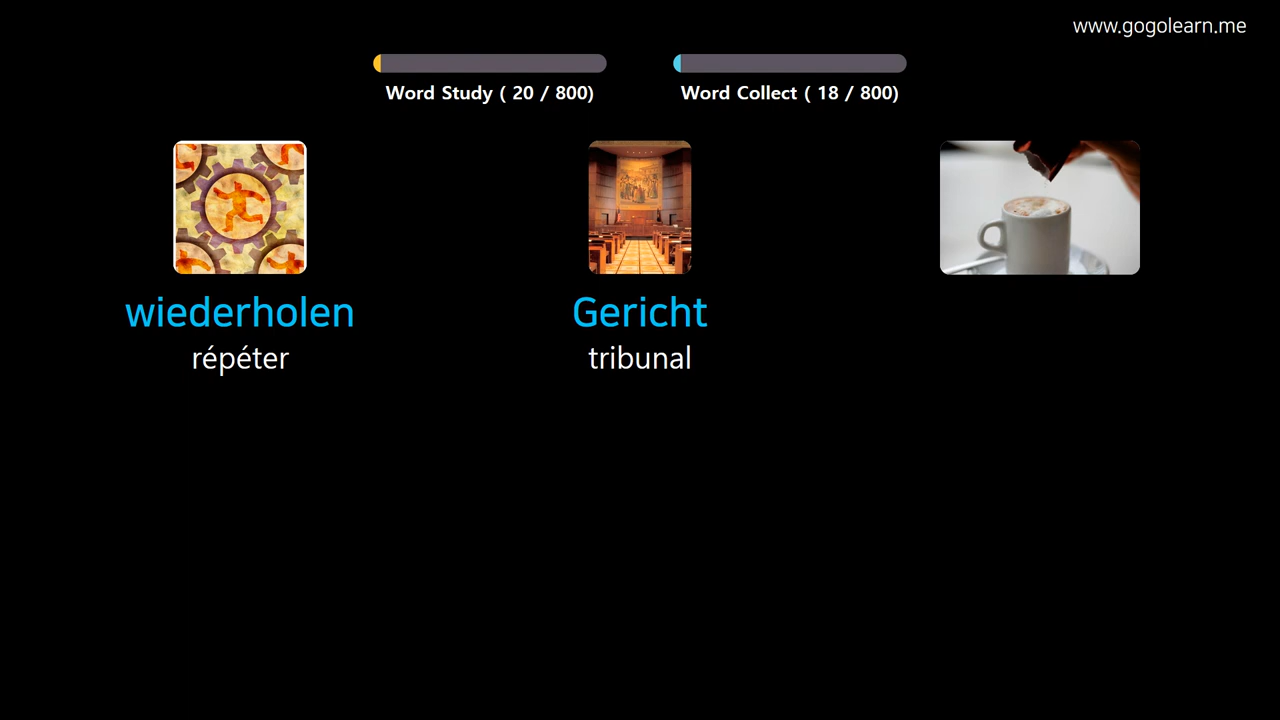 www.gogolearn.me
Word Study ( 20 / 800)
Word Collect ( 18 / 800)
wiederholen
répéter
Gericht
tribunal